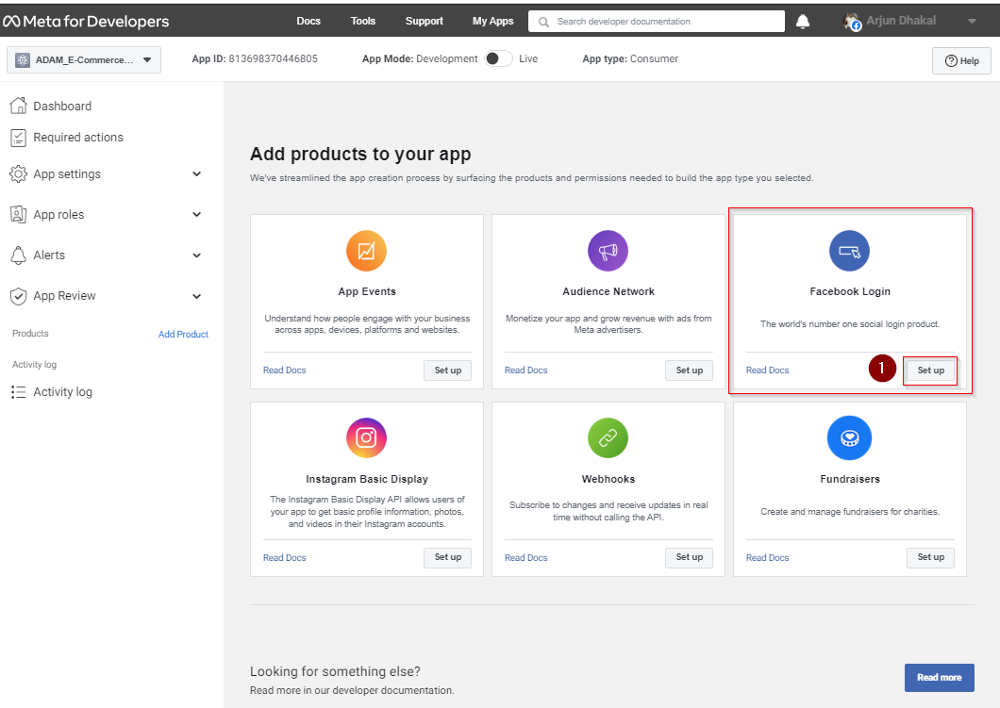 Meta for Developers
Docs Tools Support My Apps Search developer documentation Arjun Dhakal
ADAM_E-Commerce... App ID: 813698370446805 App Mode: Development Live App type: Consumer Help
Dashboard
Required actions
App settings
App roles
Alerts
App Review
Products Add Product
Activity log
Activity log
Add products to your app
We've streamlined the app creation process by surfacing the products and permissions needed to build the app type you selected.
App Events
Understand how people engage with your business
across apps, devices, platforms and websites.
Read Docs Set up
Audience Network
Monetize your app and grow revenue with ads from
Meta advertisers.
Read Docs Set up
Facebook Login
The world's number one social login product.
Read Docs 1 Set up
Instagram Basic Display
The Instagram Basic Display API allows users of
your app to get basic profile information, photos,
and videos in their Instagram accounts.
Read Docs Set up
Webhooks
Subscribe to changes and receive updates in real
time without calling the API.
Read Docs Set up
Fundraisers
Create and manage fundraisers for charities.
Read Docs Set up
Looking for something else?
Read more in our developer documentation.
Read more